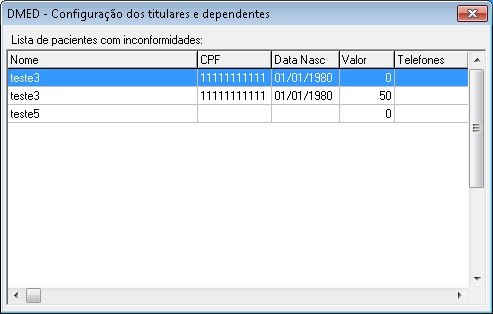 DMED - Configuração dos titulares e dependentes
Lista de pacientes com inconformidades:
Nome CPF Data Nasc Valor Telefones
teste3 11111111111 01/01/1980 0
teste3 11111111111 01/01/1980 50
teste5 0